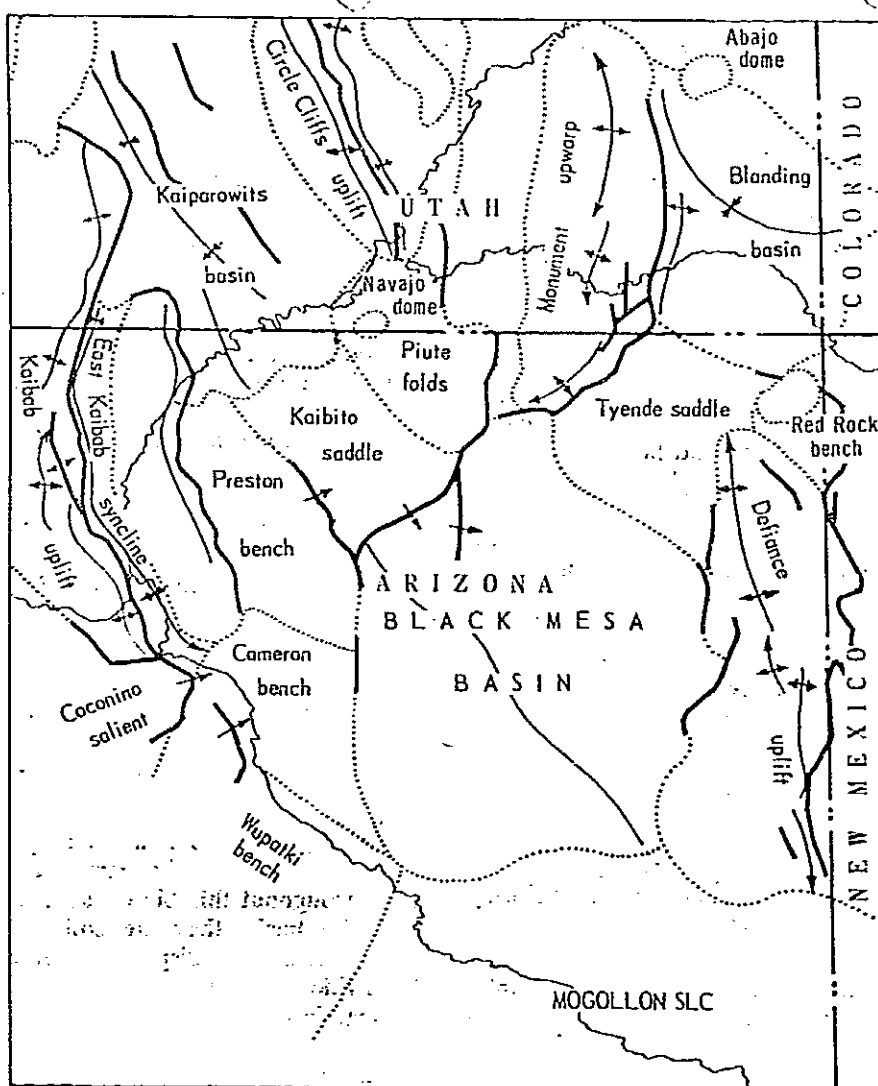 Abajo
dome
Circle Cliffs
uplift
COLORADO
upwarp
Monument
Kaiparowits
basin
UTAH
Blanding
basin
Navajo
dome
East Kaibab
syncline
Kaibab
uplift
Piute
folds
Kaibito
saddle
Tyende saddle
Red Rock
bench
Preston
bench
Defiance
uplift
ARIZONA
BLACK MESA
BASIN
Cameron
bench
Coconino
salient
NEW MEXICO
Wupatki
bench
MOGOLLON SLC